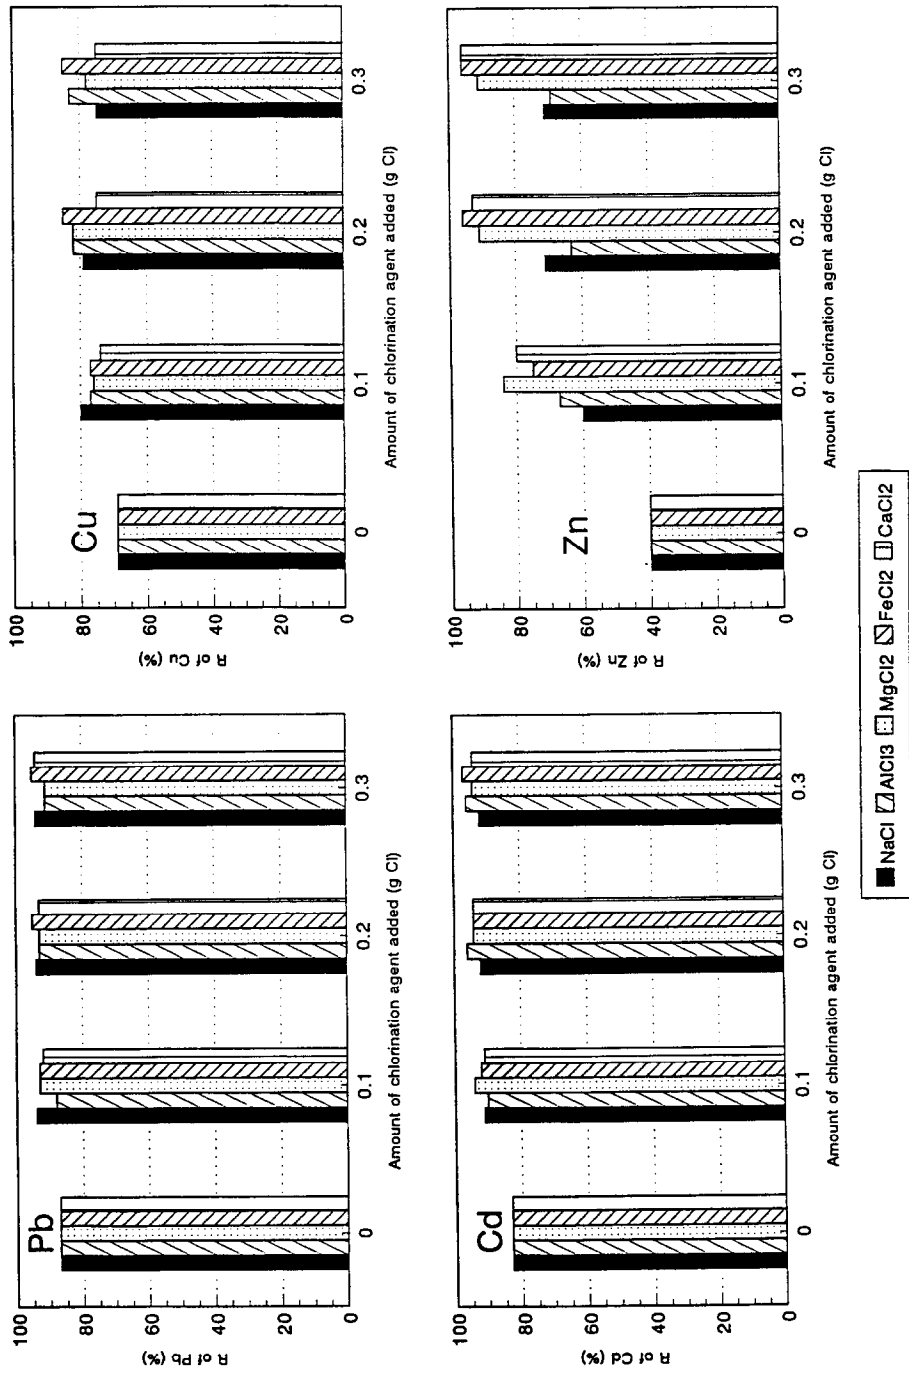 Pb
R of Pb (%)
100
80
60
40
20
0
0 0.1 0.2 0.3
Amount of chlorination agent added (g Cl)
Cu
R of Cu (%)
100
80
60
40
20
0
0 0.1 0.2 0.3
Amount of chlorination agent added (g Cl)
Cd
R of Cd (%)
100
80
60
40
20
0
0 0.1 0.2 0.3
Amount of chlorination agent added (g Cl)
Zn
R of Zn (%)
100
80
60
40
20
0
0 0.1 0.2 0.3
Amount of chlorination agent added (g Cl)
NaCl AlCl3 MgCl2 FeCl2 CaCl2